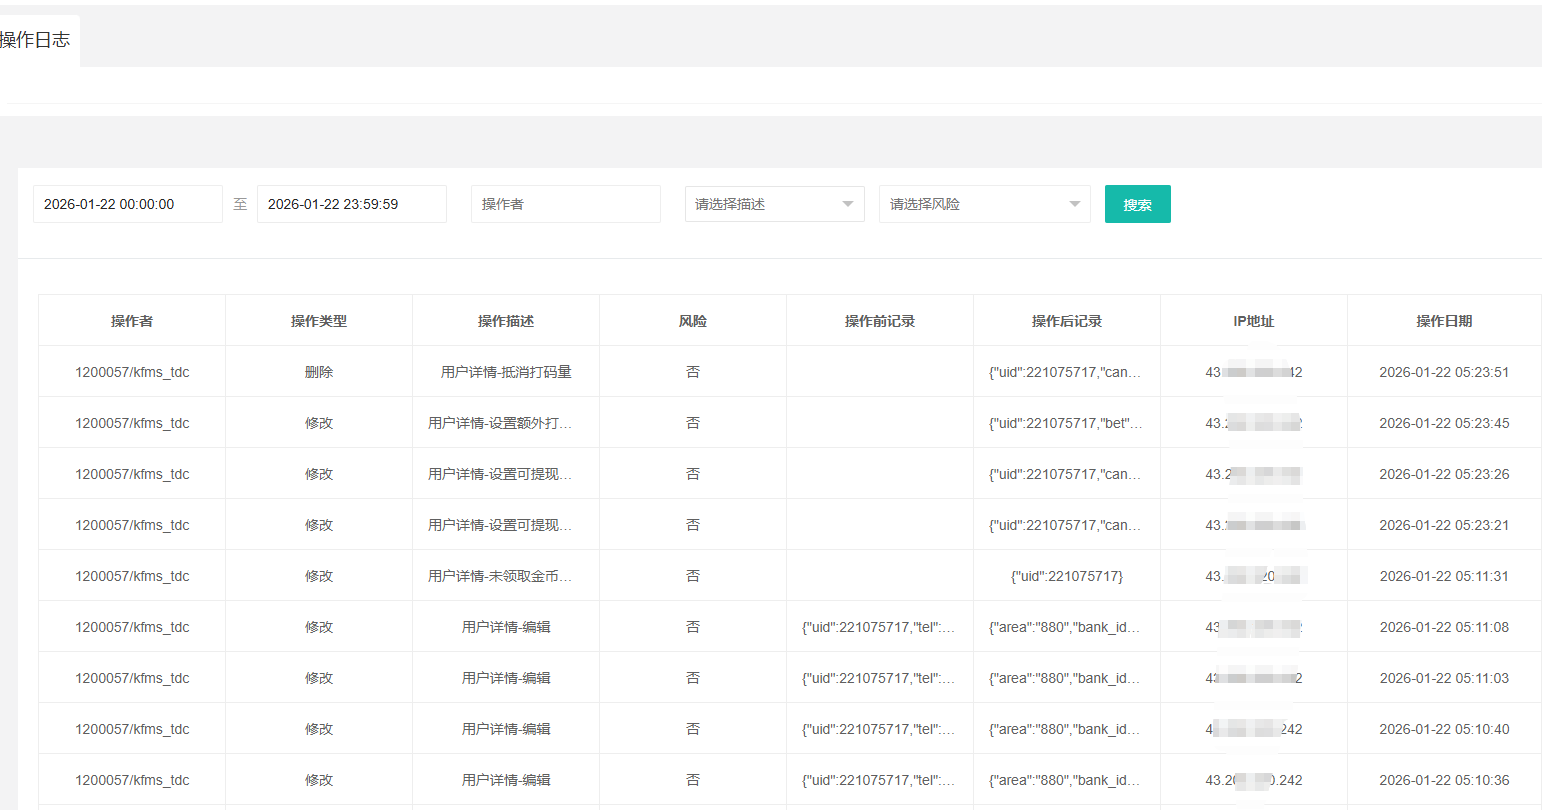 操作日志
2026-01-22 00:00:00 至 2026-01-22 23:59:59 操作者 请选择描述 请选择风险 搜索
操作者 操作类型 操作描述 风险 操作前记录 操作后记录 IP地址 操作日期
1200057/kfms_tdc 删除 用户详情-抵消打码量 否 {"uid":221075717,"can... 2026-01-22 05:23:51
1200057/kfms_tdc 修改 用户详情-设置额外打... 否 {"uid":221075717,"bet"... 2026-01-22 05:23:45
1200057/kfms_tdc 修改 用户详情-设置可提现... 否 {"uid":221075717,"can... 2026-01-22 05:23:26
1200057/kfms_tdc 修改 用户详情-设置可提现... 否 {"uid":221075717,"can... 2026-01-22 05:23:21
1200057/kfms_tdc 修改 用户详情-未领取金币... 否 {"uid":221075717} 2026-01-22 05:11:31
1200057/kfms_tdc 修改 用户详情-编辑 否 {"uid":221075717,"tel":... {"area":"880","bank_id... 2026-01-22 05:11:08
1200057/kfms_tdc 修改 用户详情-编辑 否 {"uid":221075717,"tel":... {"area":"880","bank_id... 2026-01-22 05:11:03
1200057/kfms_tdc 修改 用户详情-编辑 否 {"uid":221075717,"tel":... {"area":"880","bank_id... 2026-01-22 05:10:40
1200057/kfms_tdc 修改 用户详情-编辑 否 {"uid":221075717,"tel":... {"area":"880","bank_id... 2026-01-22 05:10:36